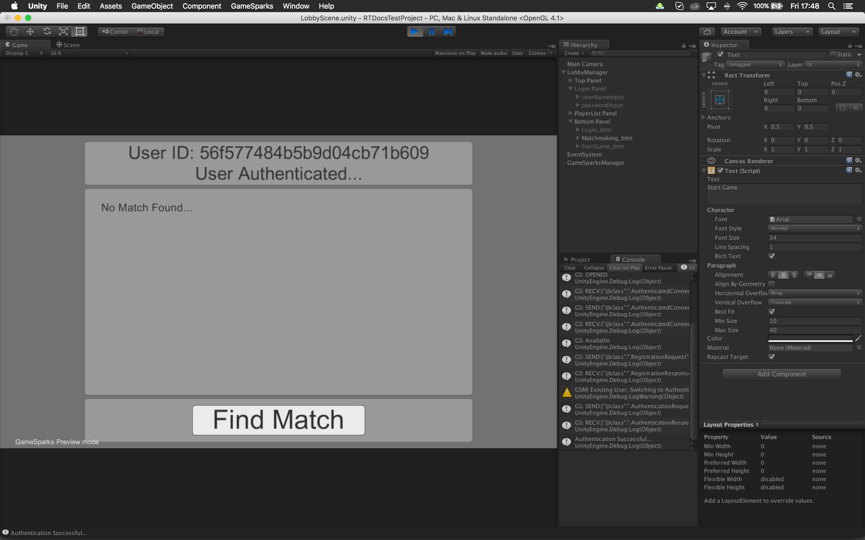 Unity File Edit Assets GameObject Component GameSparks Window Help 100% Fri 17:48
LobbyScene.unity - RTDocsTestProject - PC, Mac & Linux Standalone <OpenGL 4.1>
Center Local Account Layers Layout
Game Scene
Display 1 16:9 Maximize on Play Mute audio Stats Gizmos
User ID: 56f577484b5b9d04cb71b609
User Authenticated...
No Match Found...
Find Match
GameSparks Preview mode
Hierarchy
Create
Main Camera
LobbyManager
Top Panel
Login Panel
userNameInput
passwordInput
PlayerList Panel
Bottom Panel
Login_btn
Matchmaking_btn
StartGame_btn
EventSystem
GameSparksManager
Project Console
Clear Collapse Clear on Play Error Pause
GS: OPENED
UnityEngine.Debug:Log(Object)
GS: RECV:{"@class":".AuthenticatedConne
UnityEngine.Debug:Log(Object)
GS: SEND:{"@class":".AuthenticatedConne
UnityEngine.Debug:Log(Object)
GS: RECV:{"@class":".AuthenticatedConne
UnityEngine.Debug:Log(Object)
GS: Available
UnityEngine.Debug:Log(Object)
GS: SEND:{"@class":".RegistrationRequest"
UnityEngine.Debug:Log(Object)
GS: RECV:{"@class":".RegistrationRespons
UnityEngine.Debug:Log(Object)
GSM| Existing User, Switching to Authenti
UnityEngine.Debug:LogWarning(Object)
GS: SEND:{"@class":".AuthenticationReque
UnityEngine.Debug:Log(Object)
GS: RECV:{"@class":".AuthenticationRespo
UnityEngine.Debug:Log(Object)
Authentication Successful...
UnityEngine.Debug:Log(Object)
Inspector
Text Static
Tag Untagged Layer UI
Rect Transform
stretch Left Top Pos Z
0 0 0
stretch Right Bottom
0 0 R
Anchors
Pivot X 0.5 Y 0.5
Rotation X 0 Y 0 Z 0
Scale X 1 Y 1 Z 1
Canvas Renderer
Text (Script)
Text
Start Game
Character
Font Arial
Font Style Normal
Font Size 14
Line Spacing 1
Rich Text
Paragraph
Alignment
Align By Geometry
Horizontal Overflow Wrap
Vertical Overflow Truncate
Best Fit
Min Size 10
Max Size 40
Color
Material None (Material)
Raycast Target
Add Component
Layout Properties
Property Value Source
Min Width 0 none
Min Height 0 none
Preferred Width 0 none
Preferred Height 0 none
Flexible Width disabled none
Flexible Height disabled none
Add a LayoutElement to override values.
Authentication Successful...